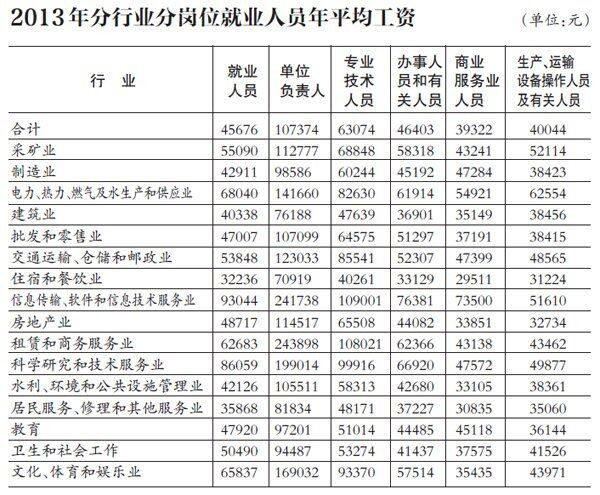 2013年分行业分岗位就业人员年平均工资 (单位:元)
行 业 就业人员 单位负责人 专业技术人员 办事人员和有关人员 商业服务业人员 生产、运输设备操作人员及有关人员
合计 45676 107374 63074 46403 39322 40044
采矿业 55090 112777 68848 58318 43241 52114
制造业 42911 98586 60244 45192 47284 38423
电力、热力、燃气及水生产和供应业 68040 141660 82630 61914 54921 62554
建筑业 40338 76188 47639 36901 35149 38456
批发和零售业 47007 107099 64575 51297 37191 38415
交通运输、仓储和邮政业 53848 123033 85541 52307 47399 48565
住宿和餐饮业 32236 70919 40261 33129 29511 31224
信息传输、软件和信息技术服务业 93044 241738 109001 76381 73500 51610
房地产业 48717 114517 65508 44082 33851 32734
租赁和商务服务业 62683 243898 108021 62366 43138 43462
科学研究和技术服务业 86059 199014 99916 66920 47572 49877
水利、环境和公共设施管理业 42126 105511 58313 42680 33105 38361
居民服务、修理和其他服务业 35868 81834 48171 37227 30835 35060
教育 47920 97201 51014 44485 45118 36144
卫生和社会工作 50490 94487 53274 41437 37575 41526
文化、体育和娱乐业 65837 169032 93370 57514 35435 43971